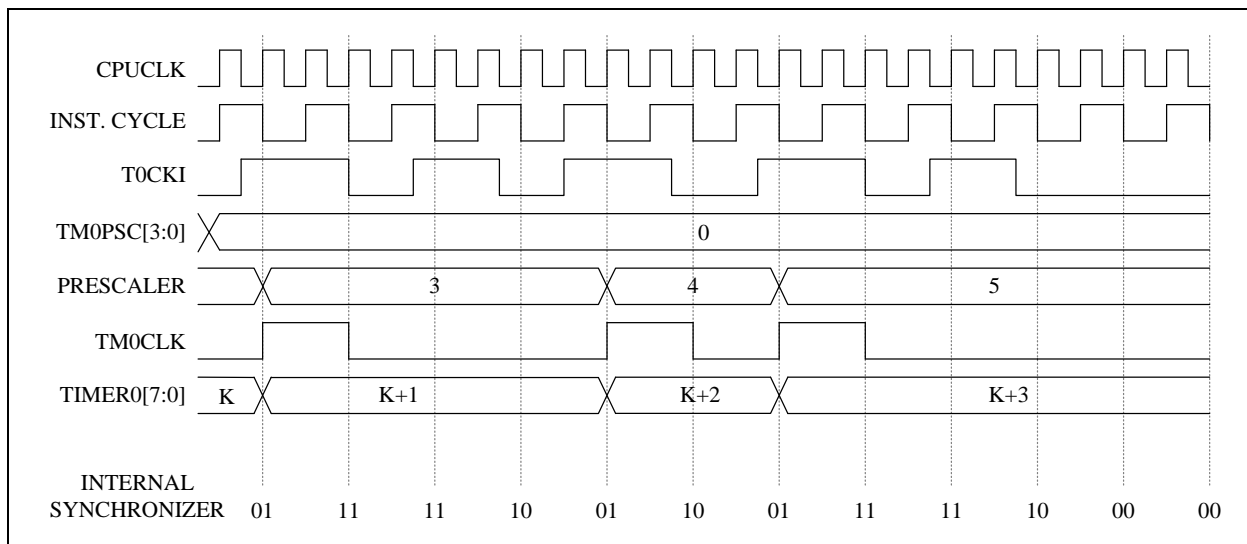 CPUCLK
INST. CYCLE
T0CKI
TM0PSC[3:0] 0
PRESCALER 3 4 5
TM0CLK
TIMER0[7:0] K K+1 K+2 K+3
INTERNAL
SYNCHRONIZER 01 11 11 10 01 10 01 11 11 10 00 00